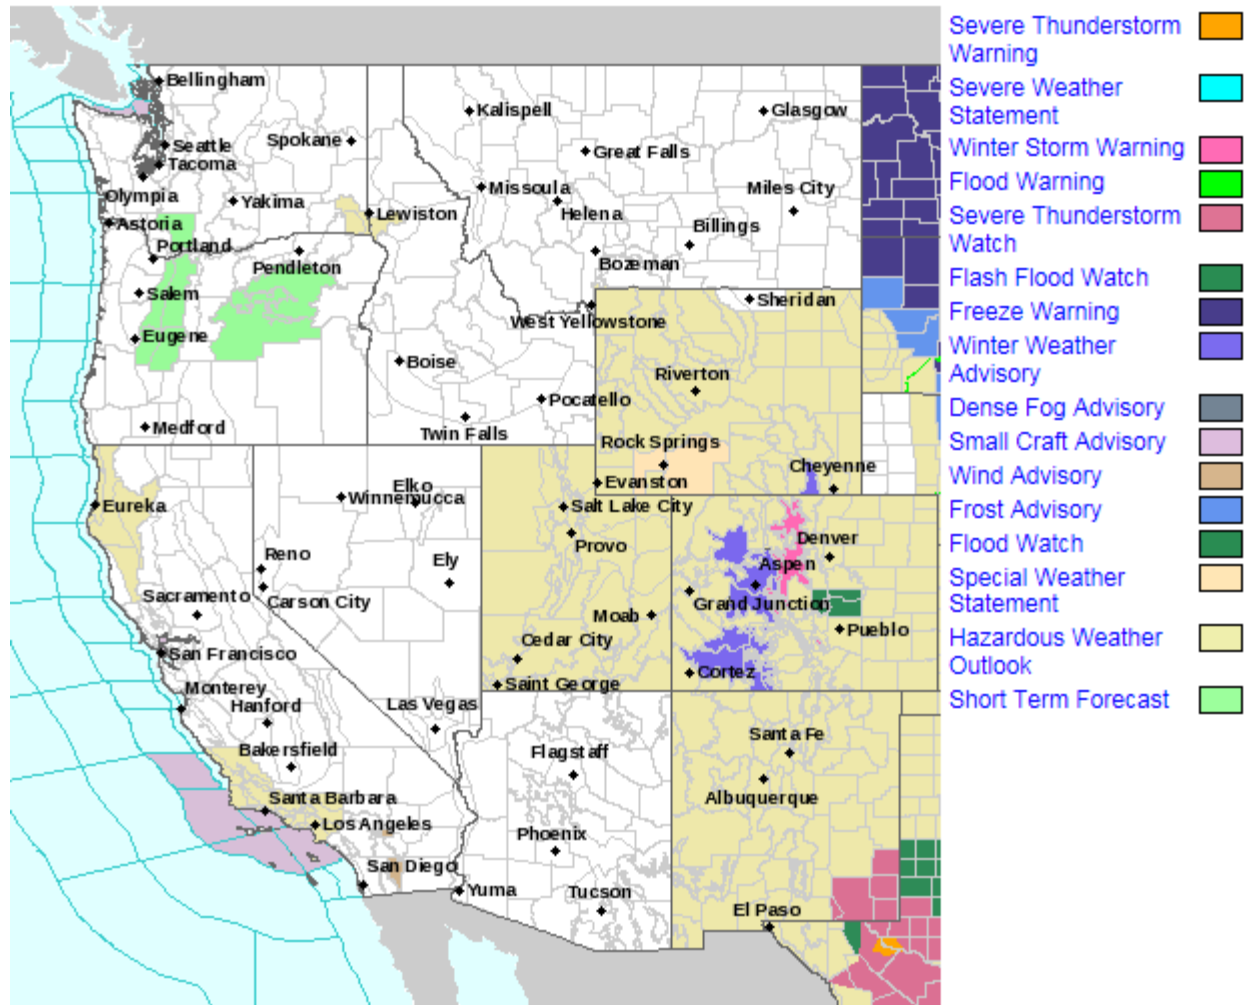 Bellingham
Kalispell
Glasgow
Seattle
Spokane
Great Falls
Tacoma
Missoula
Miles City
Olympia
Yakima
Lewiston
Helena
Astoria
Billings
Portland
Pendleton
Bozeman
Salem
Sheridan
West Yellowstone
Eugene
Boise
Riverton
Pocatello
Medford
Twin Falls
Rock Springs
Cheyenne
Elko
Evanston
Winnemucca
Eureka
Salt Lake City
Provo
Denver
Reno
Ely
Aspen
Sacramento
Carson City
Grand Junction
Moab
Pueblo
Cedar City
San Francisco
Cortez
Monterey
Saint George
Hanford
Las Vegas
Bakersfield
Flagstaff
Santa Fe
Santa Barbara
Albuquerque
Los Angeles
Phoenix
San Diego
Yuma
Tucson
El Paso
Severe Thunderstorm
Warning
Severe Weather
Statement
Winter Storm Warning
Flood Warning
Severe Thunderstorm
Watch
Flash Flood Watch
Freeze Warning
Winter Weather
Advisory
Dense Fog Advisory
Small Craft Advisory
Wind Advisory
Frost Advisory
Flood Watch
Special Weather
Statement
Hazardous Weather
Outlook
Short Term Forecast